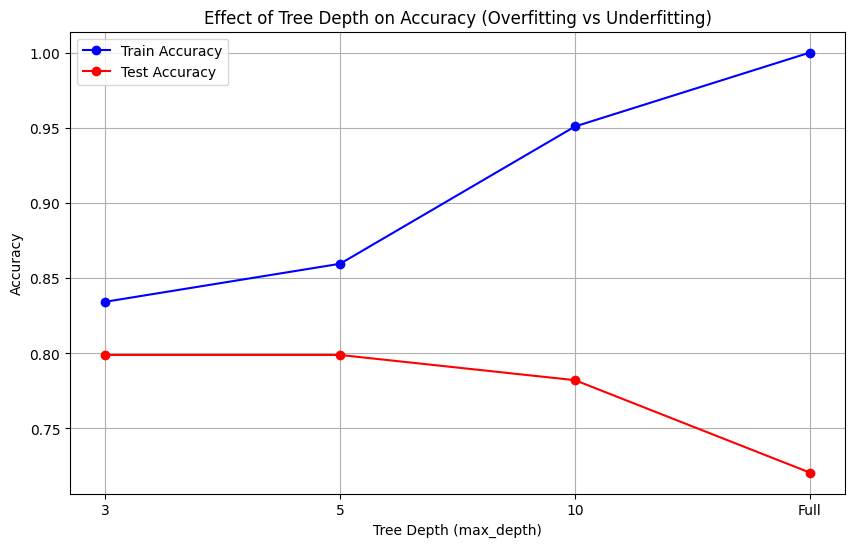 Effect of Tree Depth on Accuracy (Overfitting vs Underfitting)
Train Accuracy
Test Accuracy
1.00
0.95
0.90
0.85
0.80
0.75
Accuracy
3 5 10 Full
Tree Depth (max_depth)